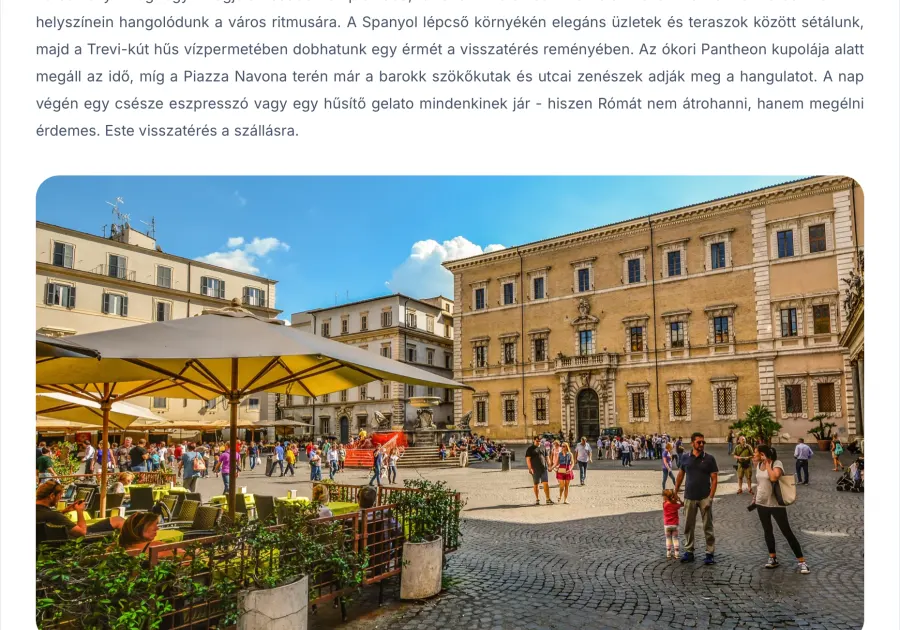 helyszínein hangolódunk a város ritmusára. A Spanyol lépcső környékén elegáns üzletek és teraszok között sétálunk,
majd a Trevi-kút hűs vízpermetében dobhatunk egy érmét a visszatérés reményében. Az ókori Pantheon kupolája alatt
megáll az idő, míg a Piazza Navona terén már a barokk szökőkutak és utcai zenészek adják meg a hangulatot. A nap
végén egy csésze eszpresszó vagy egy hűsítő gelato mindenkinek jár - hiszen Rómát nem átrohanni, hanem megélni
érdemes. Este visszatérés a szállásra.